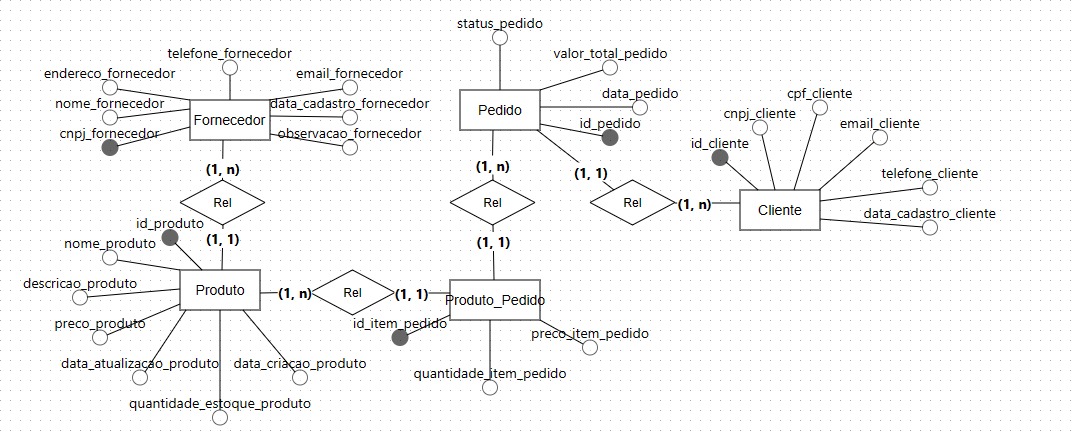 status_pedido
telefone_fornecedor
valor_total_pedido
endereco_fornecedor
email_fornecedor
nome_fornecedor
data_cadastro_fornecedor
cnpj_fornecedor
observacao_fornecedor
Fornecedor
Pedido
data_pedido
id_pedido
cpf_cliente
cnpj_cliente
email_cliente
id_cliente
telefone_cliente
data_cadastro_cliente
Cliente
(1, n)
(1, n)
(1, 1)
Rel
Rel
Rel
(1, n)
id_produto
(1, 1)
(1, 1)
nome_produto
descricao_produto
Produto
(1, n)
Rel
(1, 1)
Produto_Pedido
preco_produto
id_item_pedido
preco_item_pedido
data_atualizacao_produto
data_criacao_produto
quantidade_item_pedido
quantidade_estoque_produto